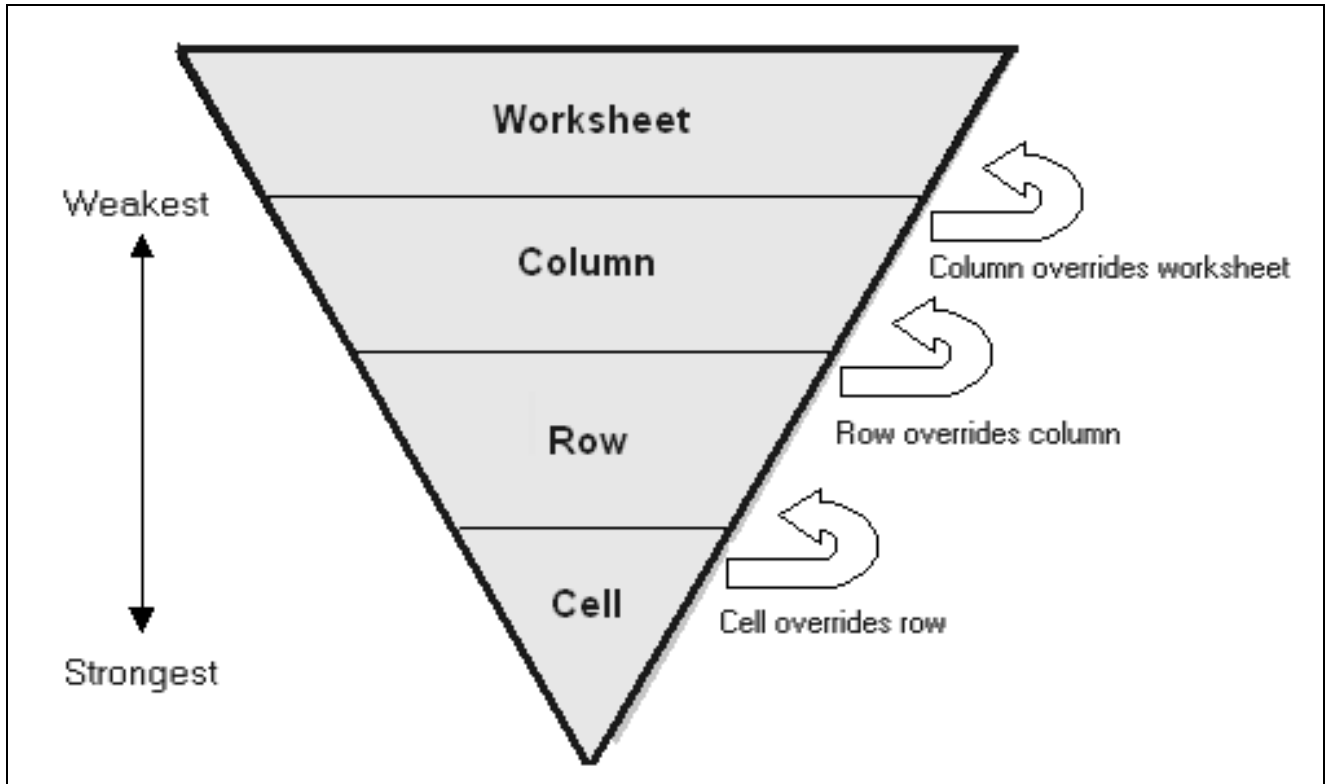 Worksheet
Weakest
Column
Column overrides worksheet
Row
Row overrides column
Cell
Cell overrides row
Strongest